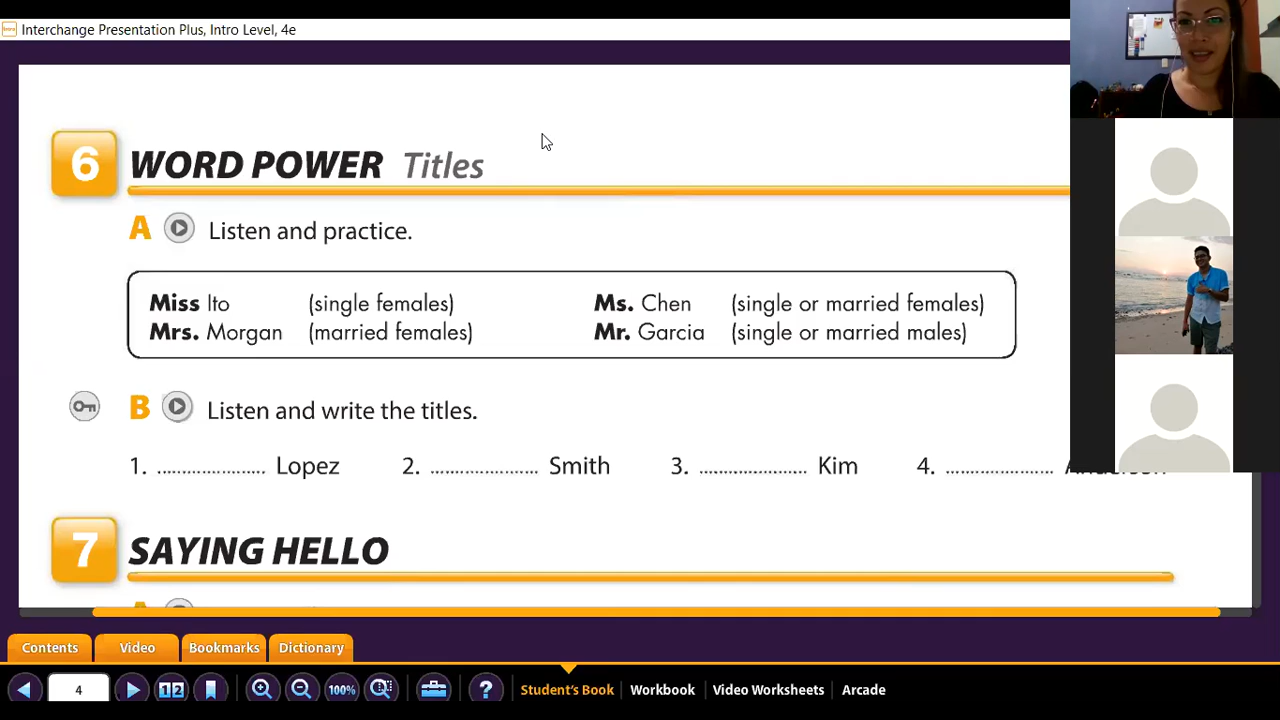 Interchange Presentation Plus, Intro Level, 4e
6 WORD POWER Titles
A Listen and practice.
Miss Ito (single females) Ms. Chen (single or married females)
Mrs. Morgan (married females) Mr. Garcia (single or married males)
B Listen and write the titles.
1. ..................... Lopez 2. ..................... Smith 3. ..................... Kim 4. .....................
7 SAYING HELLO
Contents Video Bookmarks Dictionary
4 12 100% ? Student's Book Workbook Video Worksheets Arcade